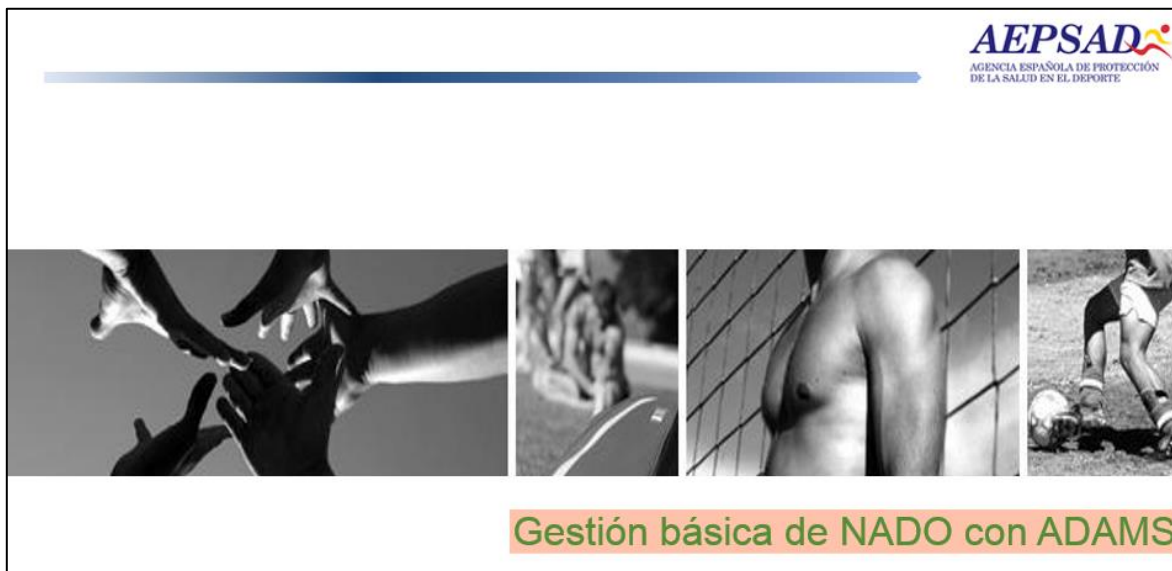 AEPSAD
AGENCIA ESPAÑOLA DE PROTECCIÓN
DE LA SALUD EN EL DEPORTE
Gestión básica de NADO con ADAMS